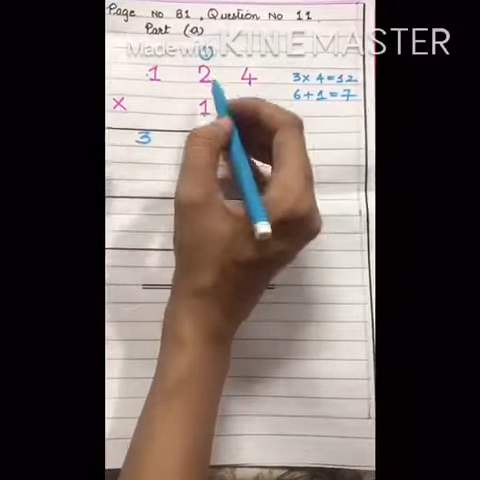 Page No 81, Question No 11.
Part (a)
Made with KINEMASTER
1 2 4 3x 4=12
x 1 6+1=7
3